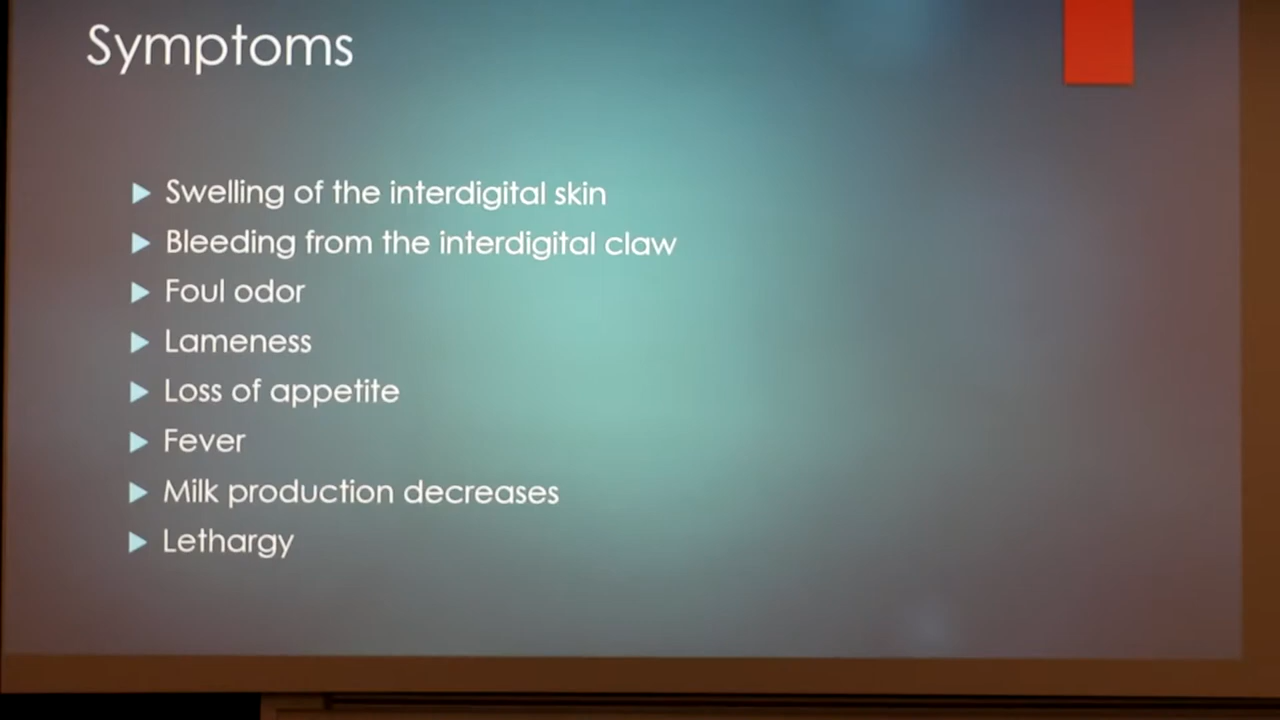 Symptoms
Swelling of the interdigital skin
Bleeding from the interdigital claw
Foul odor
Lameness
Loss of appetite
Fever
Milk production decreases
Lethargy